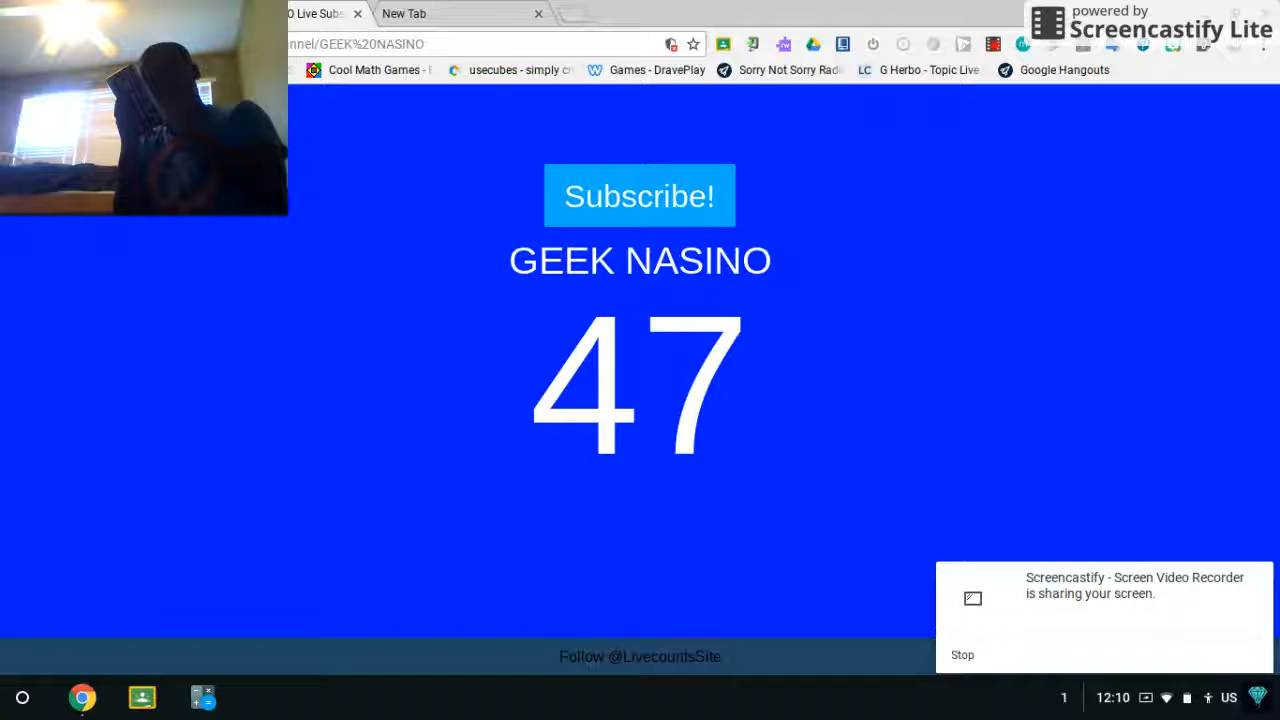 O Live Subs
New Tab
powered by
Screencastify Lite
nnel/GEEK%20NASINO
Cool Math Games -
usecubes - simply cr
Games - DravePlay
Sorry Not Sorry Radi
LC
G Herbo - Topic Live
Google Hangouts
Subscribe!
GEEK NASINO
47
Screencastify - Screen Video Recorder
is sharing your screen.
Stop
Follow @LivecountsSite
1
12:10
US